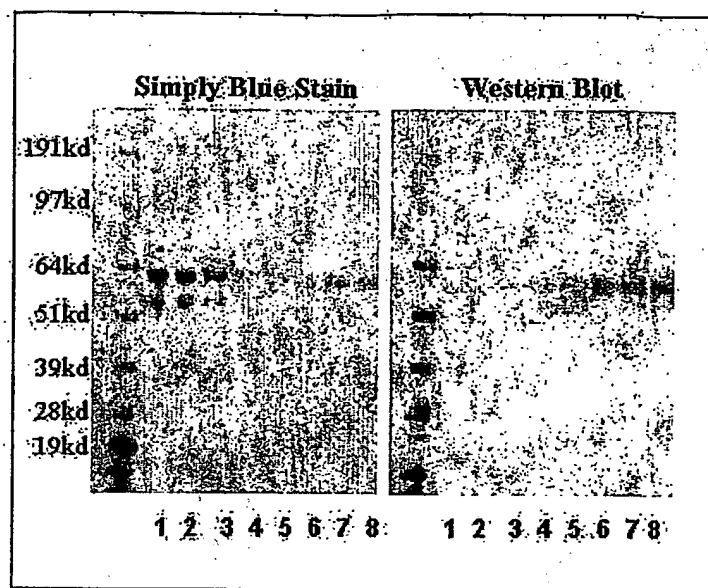 Simply Blue Stain Western Blot
191kd
97kd
64kd
51kd
39kd
28kd
19kd
1 2 3 4 5 6 7 8 1 2 3 4 5 6 7 8